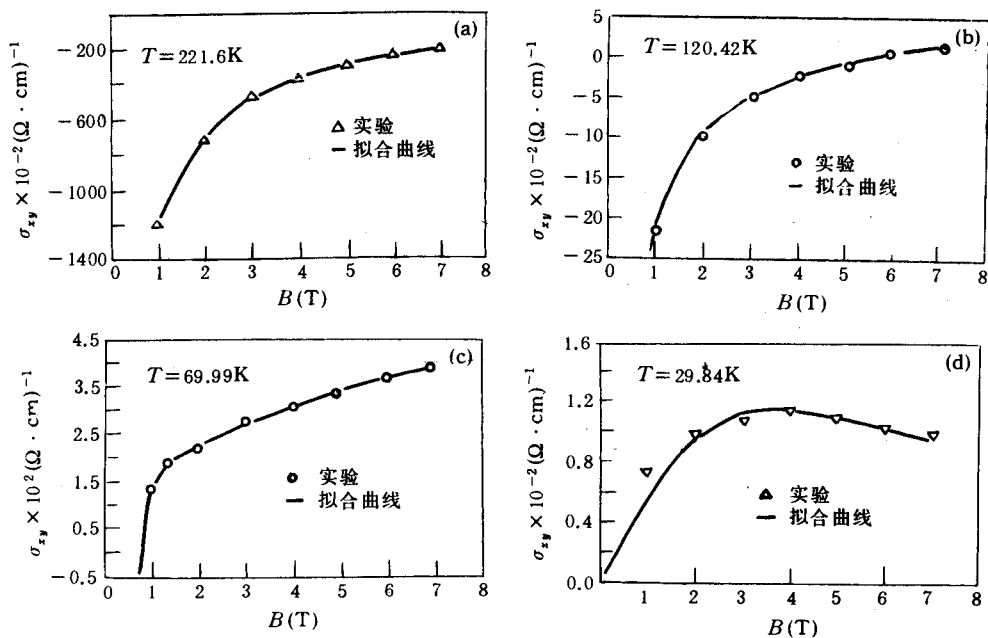 (a)
T=221.6K
△ 实验
— 拟合曲线
σxy × 10⁻² (Ω · cm)⁻¹
-200
-600
-1000
-1400
0 1 2 3 4 5 6 7 8
B(T)
(b)
T=120.42K
○ 实验
— 拟合曲线
σxy × 10⁻² (Ω · cm)⁻¹
5
0
-5
-10
-15
-20
-25
0 1 2 3 4 5 6 7 8
B(T)
(c)
T=69.99K
○ 实验
— 拟合曲线
σxy × 10² (Ω · cm)⁻¹
4.5
3.5
2.5
1.5
0.5
-0.5
0 1 2 3 4 5 6 7 8
B(T)
(d)
T=29.84K
▽ 实验
— 拟合曲线
σxy × 10⁻² (Ω · cm)⁻¹
1.6
1.2
0.8
0.4
0.0
1 2 3 4 5 6 7 8
B(T)